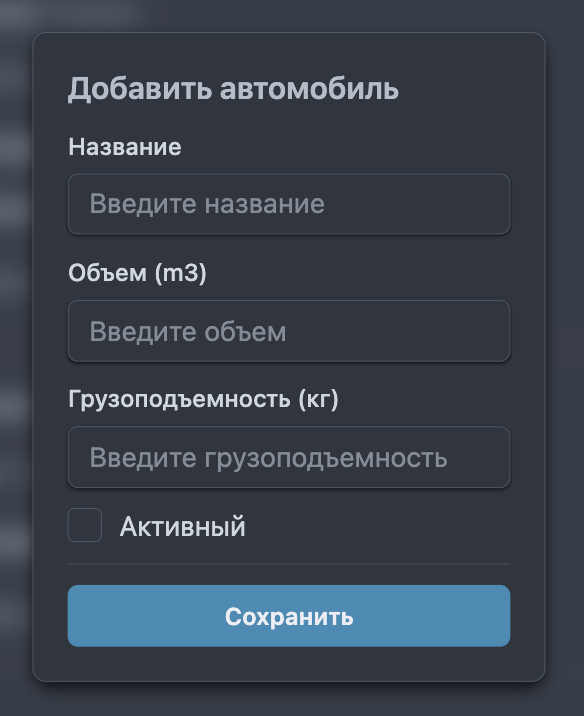 Добавить автомобиль
Название
Введите название
Объем (m3)
Введите объем
Грузоподъемность (кг)
Введите грузоподъемность
Активный
Сохранить